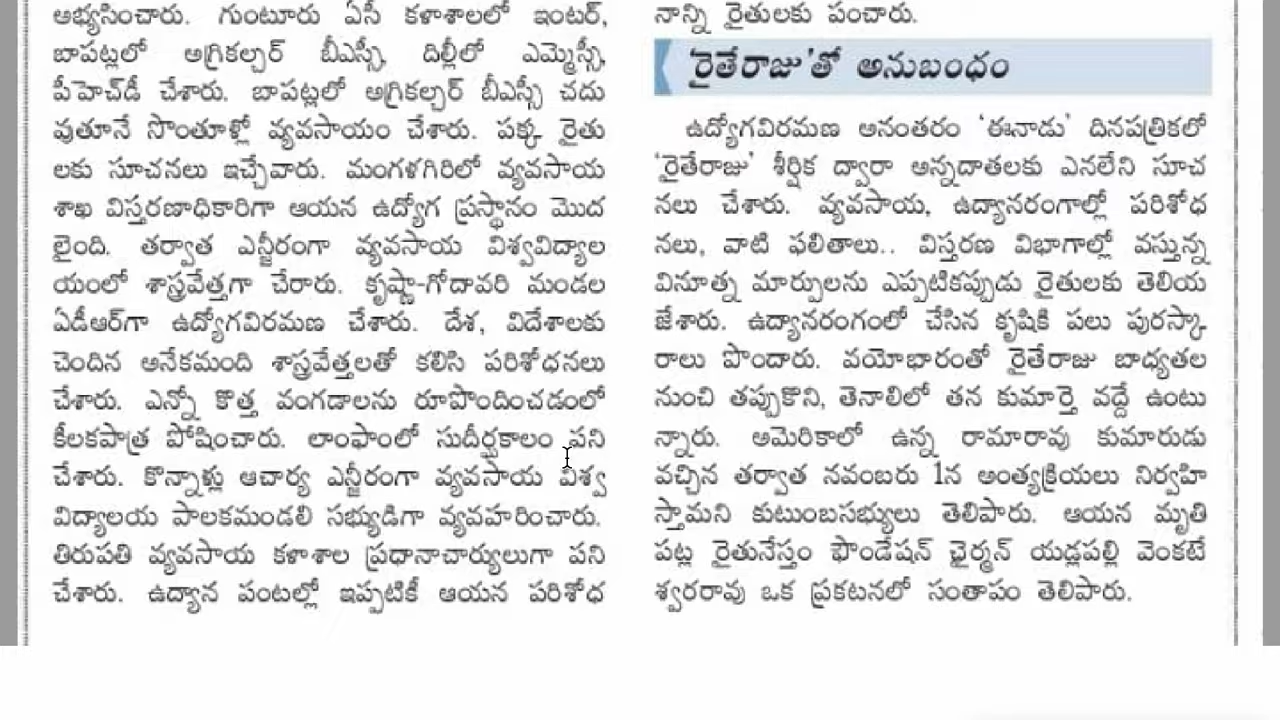 అభ్యసించారు. గుంటూరు ఏసీ కళాశాలలో ఇంటర్,
బాపట్లలో అగ్రికల్చర్ బీఎస్సీ, దిల్లీలో ఎమ్మెస్సీ,
పీహెచ్‌డీ చేశారు. బాపట్లలో అగ్రికల్చర్ బీఎస్సీ చదు
వుతూనే సొంతూళ్లో వ్యవసాయం చేశారు. పక్క రైతు
లకు సూచనలు ఇచ్చేవారు. మంగళగిరిలో వ్యవసాయ
శాఖ విస్తరణాధికారిగా ఆయన ఉద్యోగ ప్రస్థానం మొద
లైంది. తర్వాత ఎన్జీరంగా వ్యవసాయ విశ్వవిద్యాల
యంలో శాస్త్రవేత్తగా చేరారు. కృష్ణా-గోదావరి మండల
ఏడీఆర్‌గా ఉద్యోగవిరమణ చేశారు. దేశ, విదేశాలకు
చెందిన అనేకమంది శాస్త్రవేత్తలతో కలిసి పరిశోధనలు
చేశారు. ఎన్నో కొత్త వంగడాలను రూపొందించడంలో
కీలకపాత్ర పోషించారు. లాంఫాంలో సుదీర్ఘకాలం పని
చేశారు. కొన్నాళ్లు ఆచార్య ఎన్జీరంగా వ్యవసాయ విశ్వ
విద్యాలయ పాలకమండలి సభ్యుడిగా వ్యవహరించారు.
తిరుపతి వ్యవసాయ కళాశాల ప్రధానాచార్యులుగా పని
చేశారు. ఉద్యాన పంటల్లో ఇప్పటికీ ఆయన పరిశోధ
నాన్ని రైతులకు పంచారు.
'రైతేరాజు'తో అనుబంధం
ఉద్యోగవిరమణ అనంతరం 'ఈనాడు' దినపత్రికలో
'రైతేరాజు' శీర్షిక ద్వారా అన్నదాతలకు ఎనలేని సూచ
నలు చేశారు. వ్యవసాయ, ఉద్యానరంగాల్లో పరిశోధ
నలు, వాటి ఫలితాలు.. విస్తరణ విభాగాల్లో వస్తున్న
వినూత్న మార్పులను ఎప్పటికప్పుడు రైతులకు తెలియ
జేశారు. ఉద్యానరంగంలో చేసిన కృషికి పలు పురస్కా
రాలు పొందారు. వయోభారంతో రైతేరాజు బాధ్యతల
నుంచి తప్పుకొని, తెనాలిలో తన కుమార్తె వద్దే ఉంటు
న్నారు. అమెరికాలో ఉన్న రామారావు కుమారుడు
వచ్చిన తర్వాత నవంబరు 1న అంత్యక్రియలు నిర్వహి
స్తామని కుటుంబసభ్యులు తెలిపారు. ఆయన మృతి
పట్ల రైతునేస్తం ఫౌండేషన్ ఛైర్మన్ యడ్లపల్లి వెంకటే
శ్వరరావు ఒక ప్రకటనలో సంతాపం తెలిపారు.